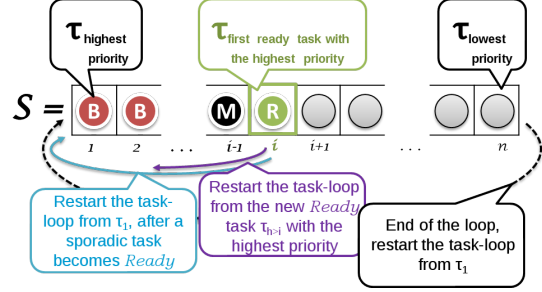 τhighest
priority
τfirst ready task with
the highest priority
τlowest
priority
S = B B M R
1 2 . . . i-1 i i+1 . . . n
Restart the task-
loop from τ1, after a
sporadic task
becomes Ready
Restart the task-loop
from the new Ready
task τh>i with the
highest priority
End of the loop,
restart the task-loop
from τ1